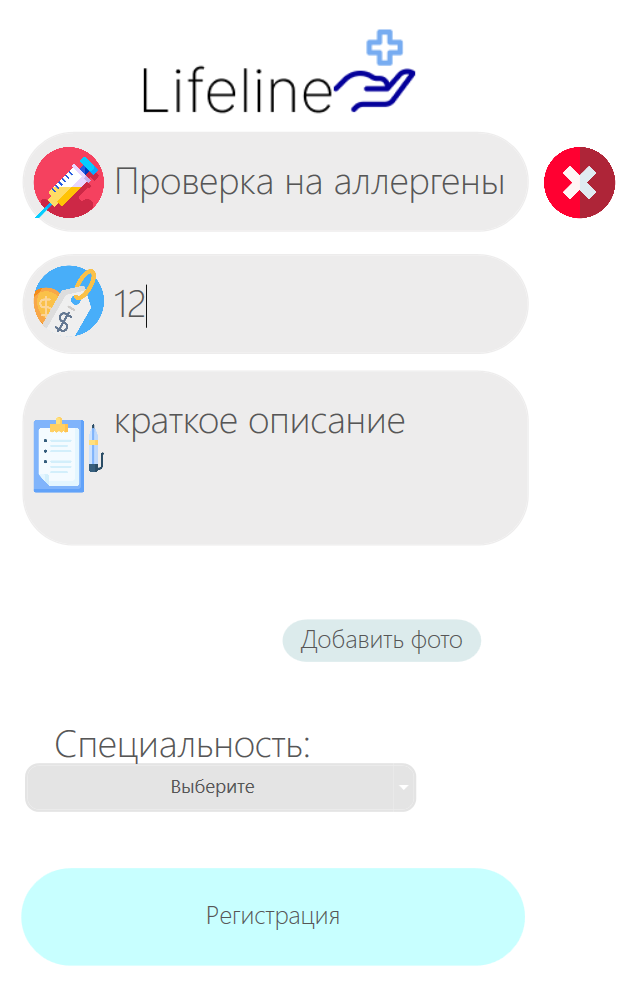 Lifeline
Проверка на аллергены
12
краткое описание
Добавить фото
Специальность:
Выберите
Регистрация